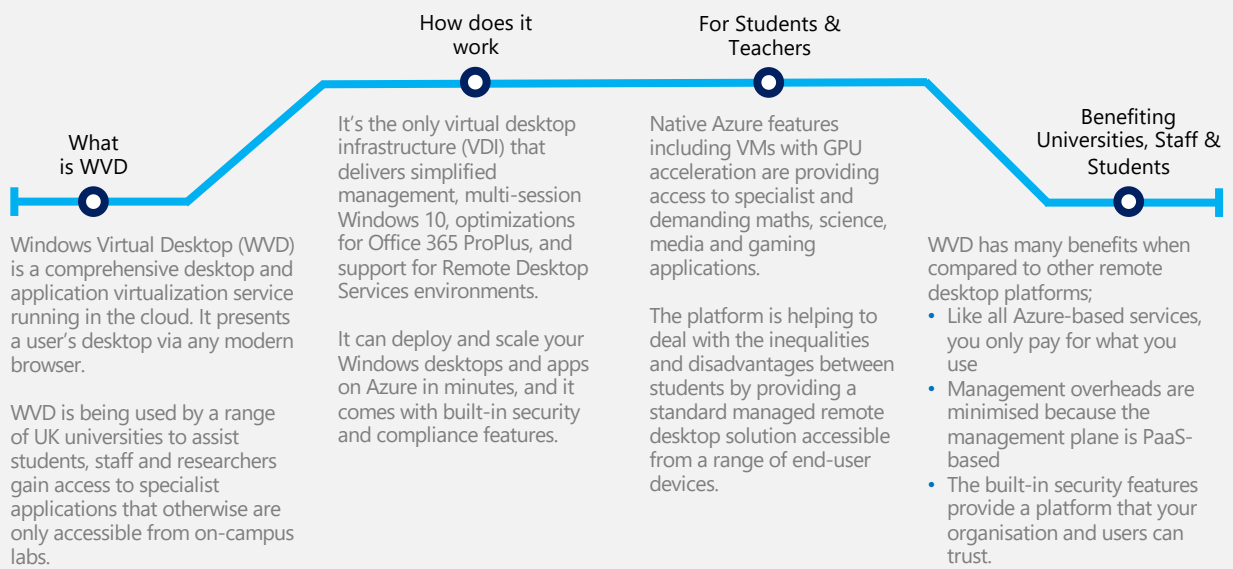 What
is WVD
Windows Virtual Desktop (WVD)
is a comprehensive desktop and
application virtualization service
running in the cloud. It presents
a user's desktop via any modern
browser.
WVD is being used by a range
of UK universities to assist
students, staff and researchers
gain access to specialist
applications that otherwise are
only accessible from on-campus
labs.
How does it
work
It's the only virtual desktop
infrastructure (VDI) that
delivers simplified
management, multi-session
Windows 10, optimizations
for Office 365 ProPlus, and
support for Remote Desktop
Services environments.
It can deploy and scale your
Windows desktops and apps
on Azure in minutes, and it
comes with built-in security
and compliance features.
For Students &
Teachers
Native Azure features
including VMs with GPU
acceleration are providing
access to specialist and
demanding maths, science,
media and gaming
applications.
The platform is helping to
deal with the inequalities
and disadvantages between
students by providing a
standard managed remote
desktop solution accessible
from a range of end-user
devices.
Benefiting
Universities, Staff &
Students
WVD has many benefits when
compared to other remote
desktop platforms;
• Like all Azure-based services,
you only pay for what you
use
• Management overheads are
minimised because the
management plane is PaaS-
based
• The built-in security features
provide a platform that your
organisation and users can
trust.